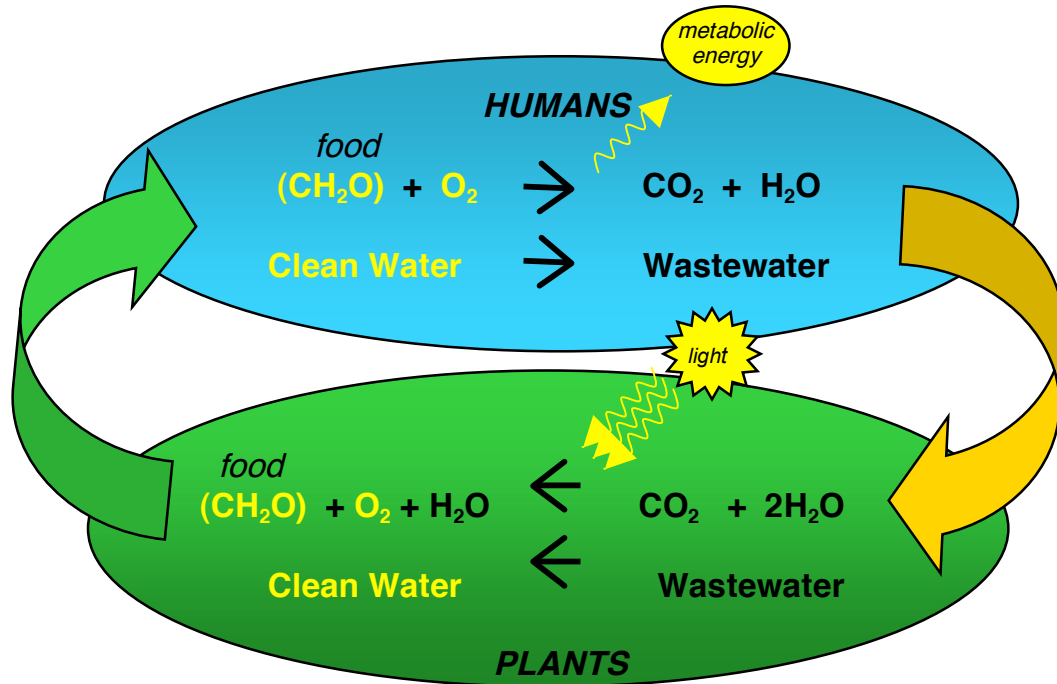 metabolic
energy
HUMANS
food
(CH₂O) + O₂ → CO₂ + H₂O
Clean Water → Wastewater
light
food
(CH₂O) + O₂ + H₂O ← CO₂ + 2H₂O
Clean Water ← Wastewater
PLANTS